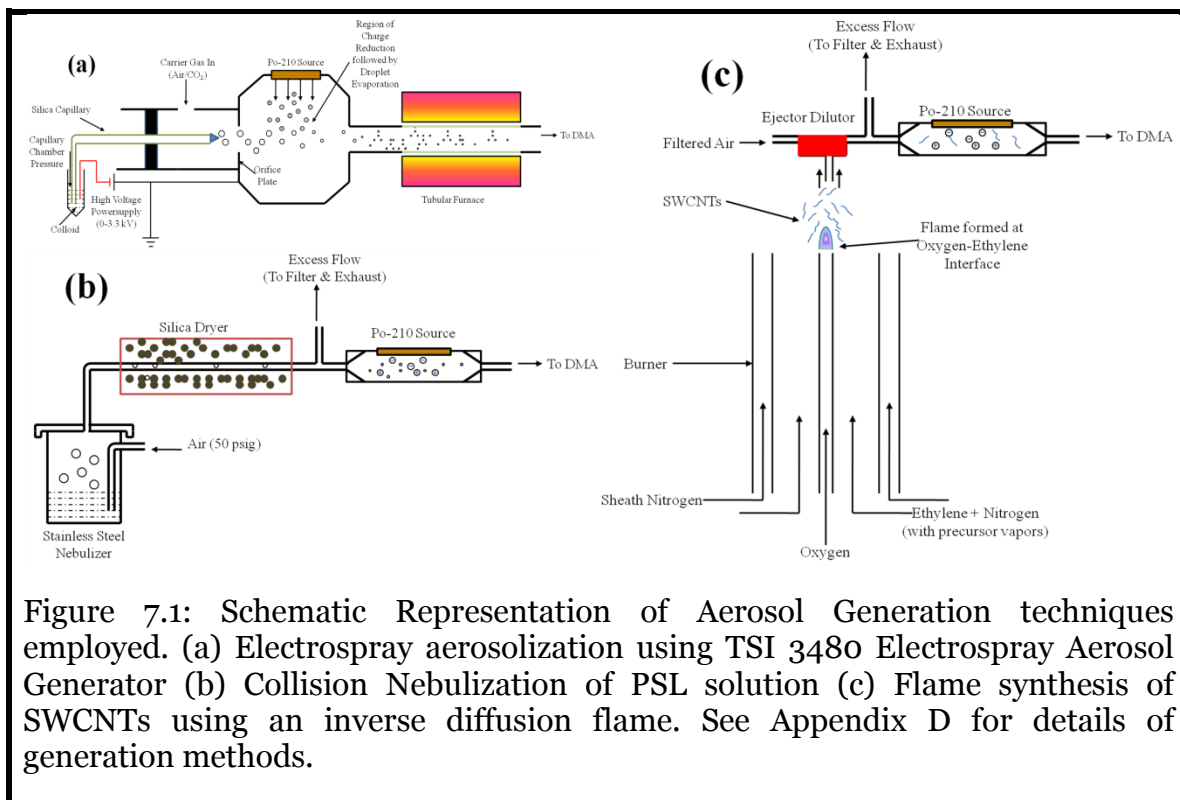 (a)
Carrier Gas In
(Air/CO₂)
Po-210 Source
Region of
Charge
Reduction
followed by
Droplet
Evaporation
Silica Capillary
Capillary
Chamber
Pressure
To DMA
Orifice
Plate
High Voltage
Powersupply
(0-3.3 kV)
Colloid
Tubular Furnace
(b)
Excess Flow
(To Filter & Exhaust)
Silica Dryer
Po-210 Source
To DMA
Air (50 psig)
Stainless Steel
Nebulizer
(c)
Excess Flow
(To Filter & Exhaust)
Ejector Dilutor
Po-210 Source
Filtered Air
To DMA
SWCNTs
Flame formed at
Oxygen-Ethylene
Interface
Burner
Sheath Nitrogen
Ethylene + Nitrogen
(with precursor vapors)
Oxygen
Figure 7.1: Schematic Representation of Aerosol Generation techniques
employed. (a) Electrospray aerosolization using TSI 3480 Electrospray Aerosol
Generator (b) Collision Nebulization of PSL solution (c) Flame synthesis of
SWCNTs using an inverse diffusion flame. See Appendix D for details of
generation methods.